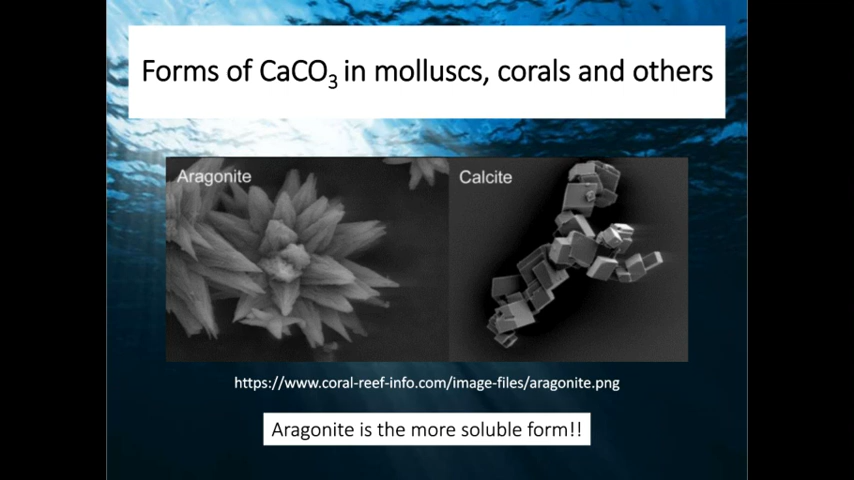 Forms of CaCO₃ in molluscs, corals and others
Aragonite
Calcite
https://www.coral-reef-info.com/image-files/aragonite.png
Aragonite is the more soluble form!!